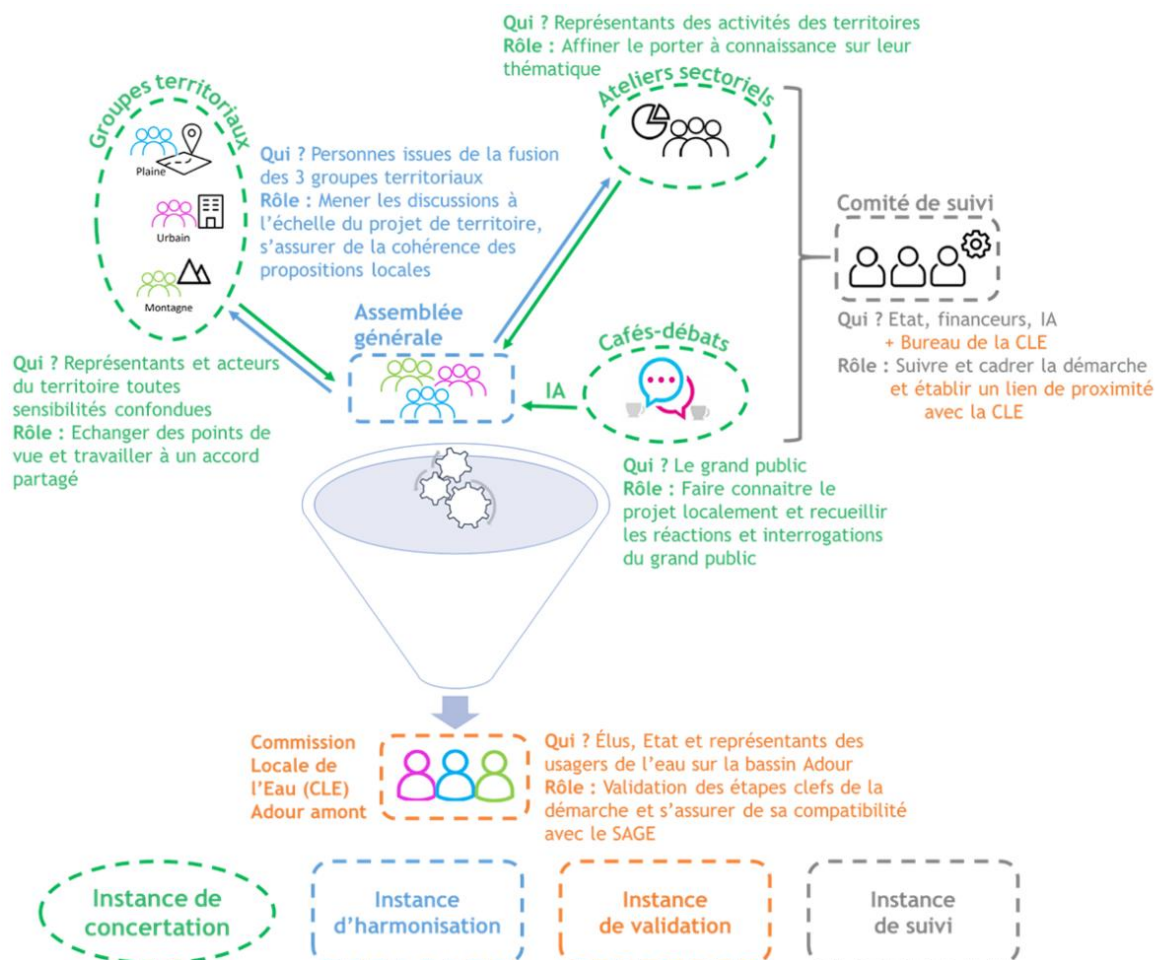 Qui ? Représentants des activités des territoires
Rôle : Affiner le porter à connaissance sur leur
thématique
Ateliers sectoriels
Groupes territoriaux
Plaine
Urbain
Montagne
Qui ? Personnes issues de la fusion
des 3 groupes territoriaux
Rôle : Mener les discussions à
l'échelle du projet de territoire,
s'assurer de la cohérence des
propositions locales
Comité de suivi
Qui ? Etat, financeurs, IA
+ Bureau de la CLE
Rôle : Suivre et cadrer la démarche
et établir un lien de proximité
avec la CLE
Assemblée
générale
Cafés-débats
IA
Qui ? Représentants et acteurs
du territoire toutes
sensibilités confondues
Rôle : Echanger des points de
vue et travailler à un accord
partagé
Qui ? Le grand public
Rôle : Faire connaitre le
projet localement et recueillir
les réactions et interrogations
du grand public
Commission
Locale de
l'Eau (CLE)
Adour amont
Qui ? Élus, Etat et représentants des
usagers de l'eau sur la bassin Adour
Rôle : Validation des étapes clefs de la
démarche et s'assurer de sa compatibilité
avec le SAGE
Instance de
concertation
Instance
d'harmonisation
Instance
de validation
Instance
de suivi